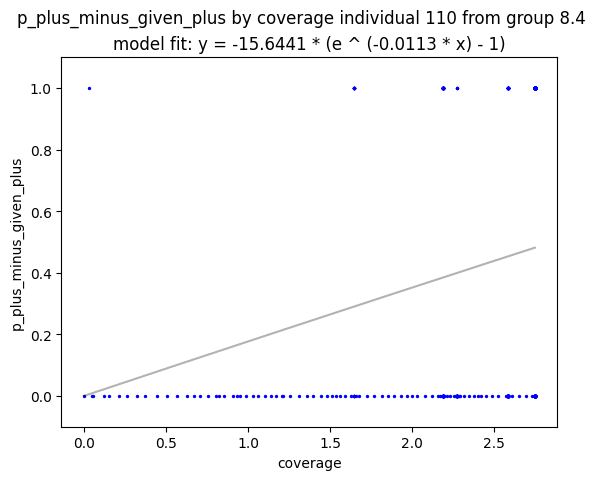 p_plus_minus_given_plus by coverage individual 110 from group 8.4
model fit: y = -15.6441 * (e ^ (-0.0113 * x) - 1)
p_plus_minus_given_plus
1.0
0.8
0.6
0.4
0.2
0.0
0.0 0.5 1.0 1.5 2.0 2.5
coverage